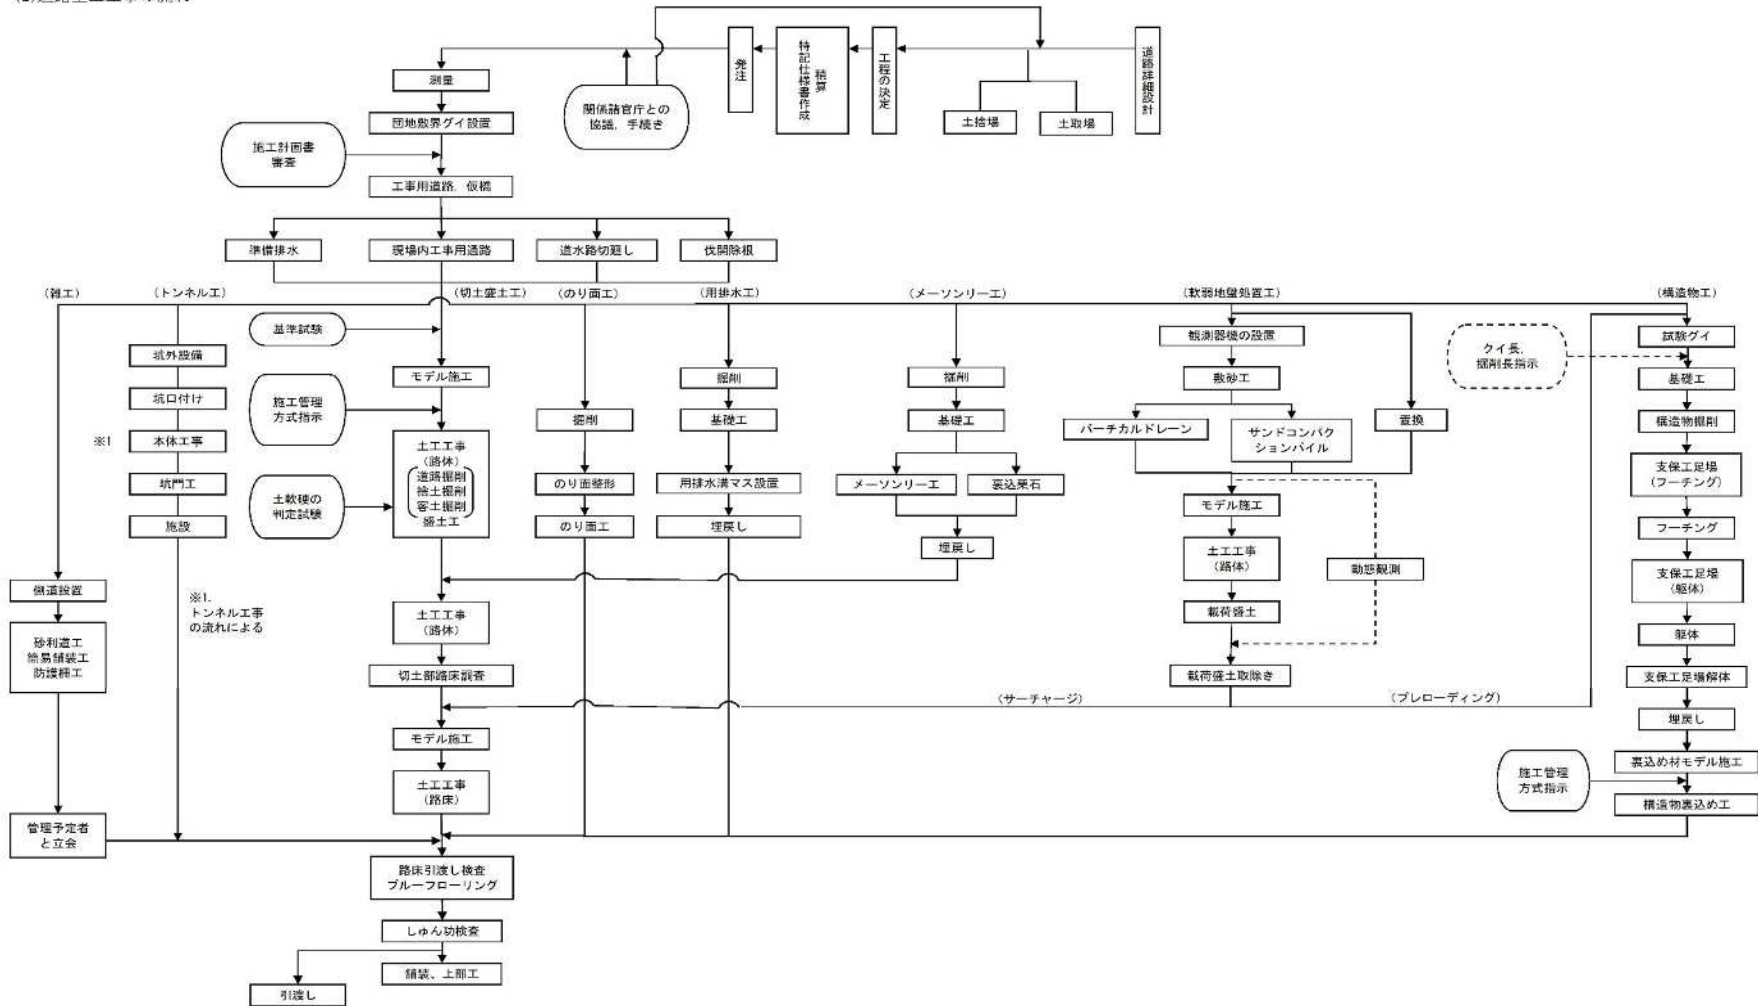 道路詳細設計
土捨場
土取場
工程の決定
積算
特記仕様書作成
発注
関係諸官庁との
協議，手続き
測量
団地敷界グイ設置
施工計画書
審査
工事用道路，仮橋
準備排水
現場内工事用通路
道水路切廻し
伐開除根
(雑工)
(トンネル工)
(切土盛土工)
(のり面工)
(用排水工)
(メーソンリー工)
(軟弱地盤処置工)
(構造物工)
側道設置
砂利道工
簡易舗装工
防護柵工
管理予定者
と立会
坑外設備
坑口付け
※1
本体工事
坑門工
施設
※1.
トンネル工事
の流れによる
基準試験
モデル施工
施工管理
方式指示
土工工事
(路体)
道路掘削
捨土掘削
客土掘削
盛土工
土軟硬の
判定試験
土工工事
(路体)
切土部路床調査
モデル施工
土工工事
(路床)
掘削
のり面整形
のり面工
掘削
基礎工
用排水溝マス設置
埋戻し
掘削
基礎工
メーソンリー工
裏込栗石
埋戻し
観測器機の設置
敷砂工
バーチカルドレーン
サンドコンパク
ションパイル
置換
モデル施工
土工工事
(路体)
動態観測
載荷盛土
載荷盛土取除き
(サーチャージ)
(プレローディング)
試験グイ
クイ長，
掘削長指示
基礎工
構造物掘削
支保工足場
(フーチング)
フーチング
支保工足場
(躯体)
躯体
支保工足場解体
埋戻し
裏込め材モデル施工
施工管理
方式指示
構造物裏込め工
路床引渡し検査
プルーフローリング
しゅん功検査
舗装、上部工
引渡し